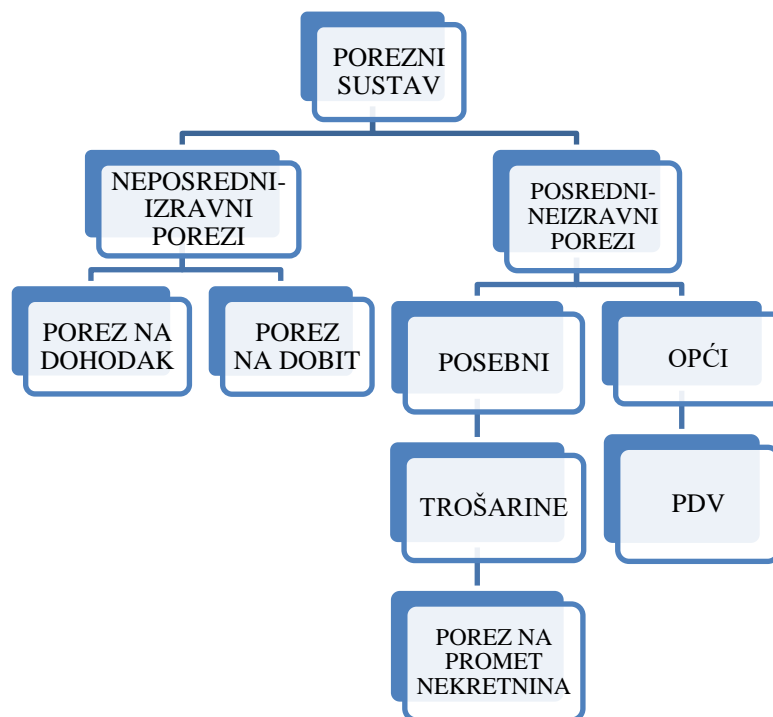 POREZNI
SUSTAV
NEPOSREDNI-
IZRAVNI
POREZI
POSREDNI-
NEIZRAVNI
POREZI
POREZ NA
DOHODAK
POREZ
NA DOBIT
POSEBNI
OPĆI
TROŠARINE
PDV
POREZ NA
PROMET
NEKRETNINA